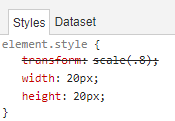 Styles Dataset
element.style {
transform: scale(.8);
width: 20px;
height: 20px;
}